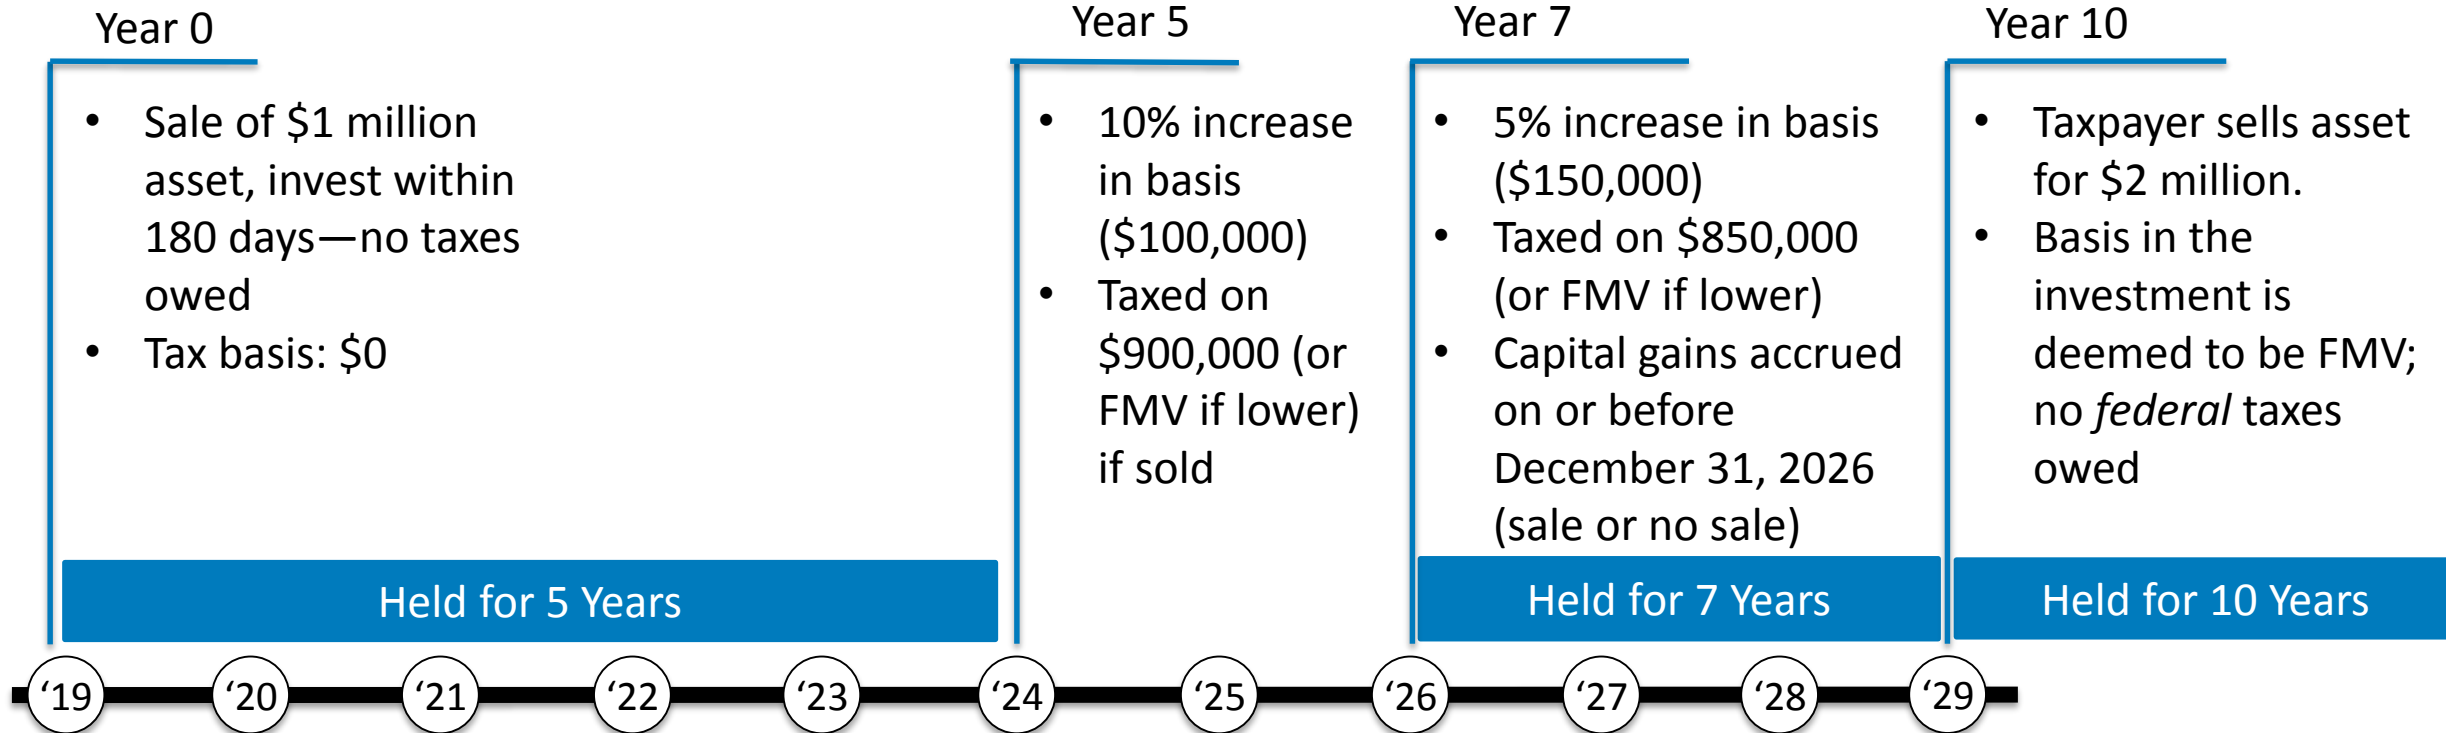 Year 0
• Sale of $1 million
asset, invest within
180 days—no taxes
owed
• Tax basis: $0
Held for 5 Years
Year 5
• 10% increase
in basis
($100,000)
• Taxed on
$900,000 (or
FMV if lower)
if sold
Year 7
• 5% increase in basis
($150,000)
• Taxed on $850,000
(or FMV if lower)
• Capital gains accrued
on or before
December 31, 2026
(sale or no sale)
Held for 7 Years
Year 10
• Taxpayer sells asset
for $2 million.
• Basis in the
investment is
deemed to be FMV;
no federal taxes
owed
Held for 10 Years
‘19 ‘20 ‘21 ‘22 ‘23 ‘24 ‘25 ‘26 ‘27 ‘28 ‘29